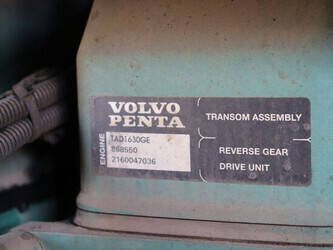 VOLVO
PENTA
ENGINE
TAD1630GE
868550
2160047036
TRANSOM ASSEMBLY
REVERSE GEAR
DRIVE UNIT